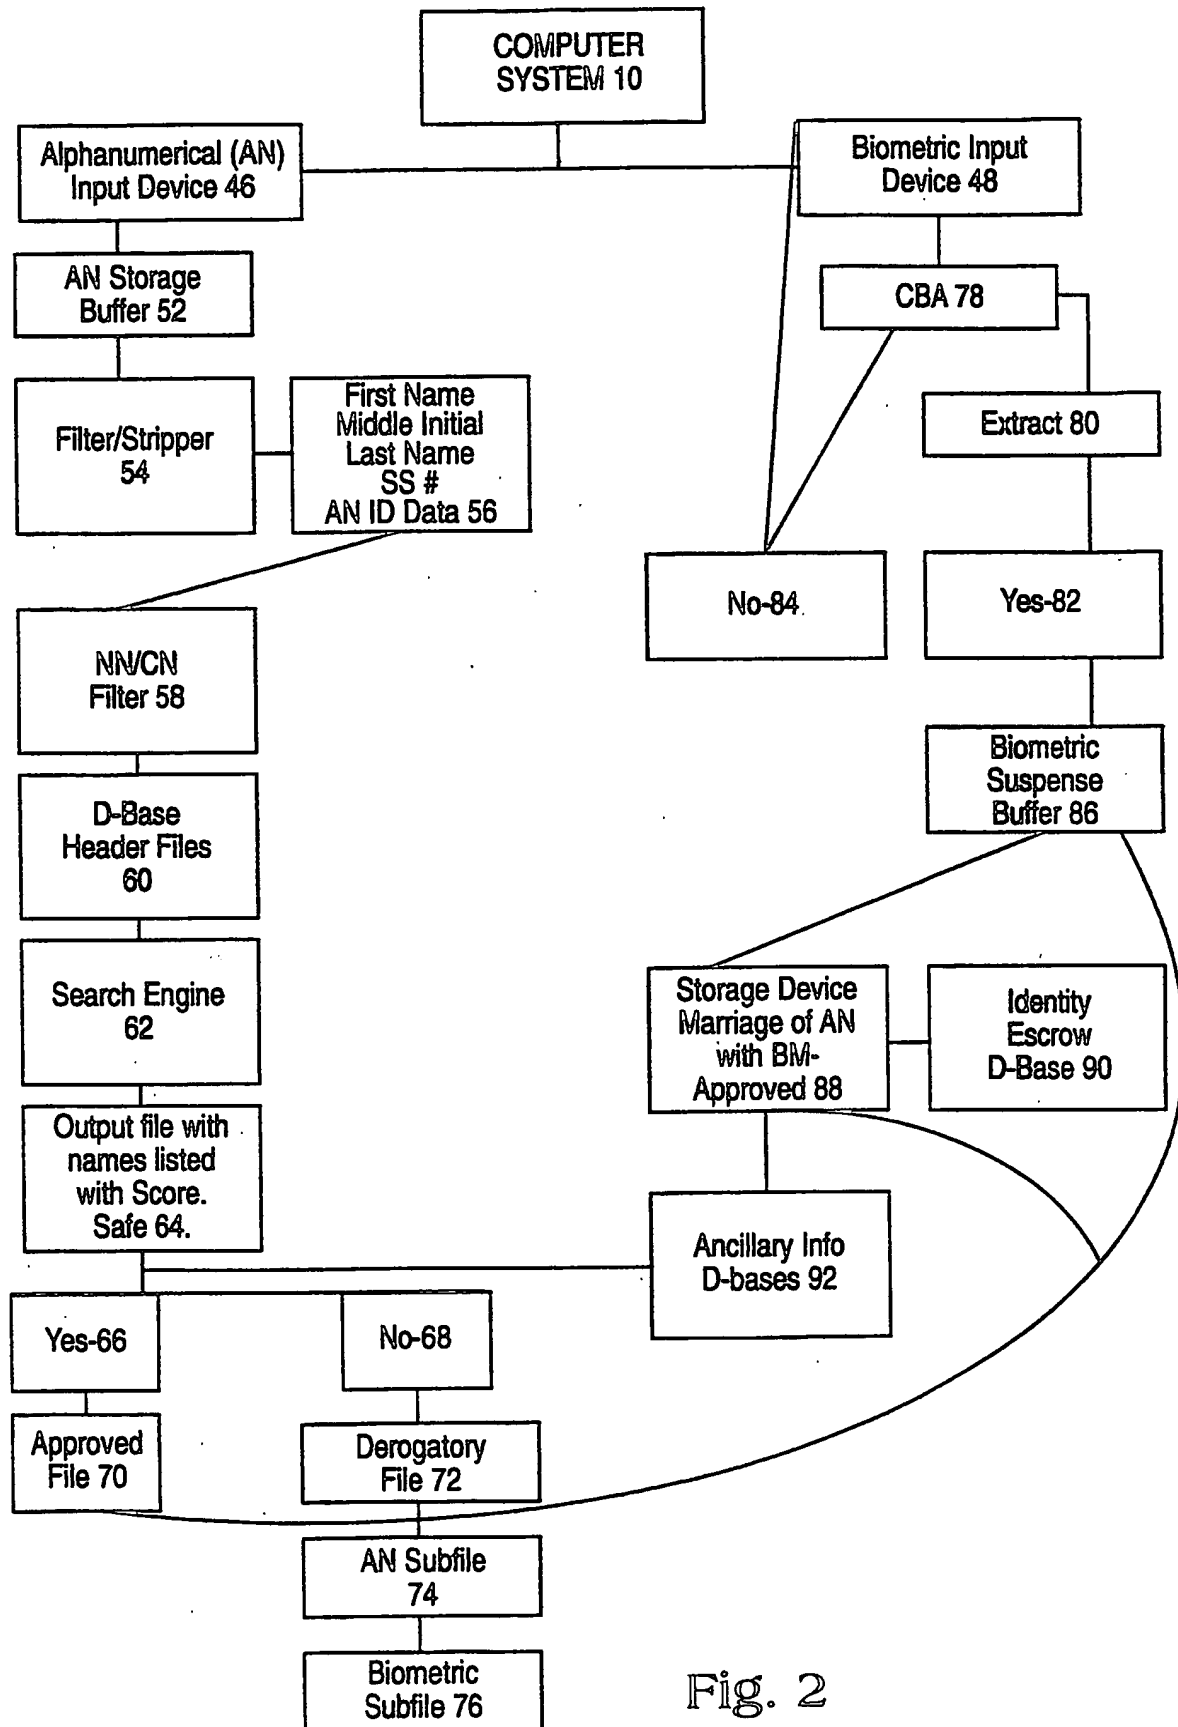 COMPUTER
SYSTEM 10
Alphanumerical (AN)
Input Device 46
Biometric Input
Device 48
AN Storage
Buffer 52
CBA 78
Filter/Stripper
54
First Name
Middle Initial
Last Name
SS #
AN ID Data 56
Extract 80
No-84
Yes-82
NN/CN
Filter 58
Biometric
Suspense
Buffer 86
D-Base
Header Files
60
Search Engine
62
Storage Device
Marriage of AN
with BM-
Approved 88
Identity
Escrow
D-Base 90
Output file with
names listed
with Score.
Safe 64.
Ancillary Info
D-bases 92
Yes-66
No-68
Approved
File 70
Derogatory
File 72
AN Subfile
74
Biometric
Subfile 76
Fig. 2